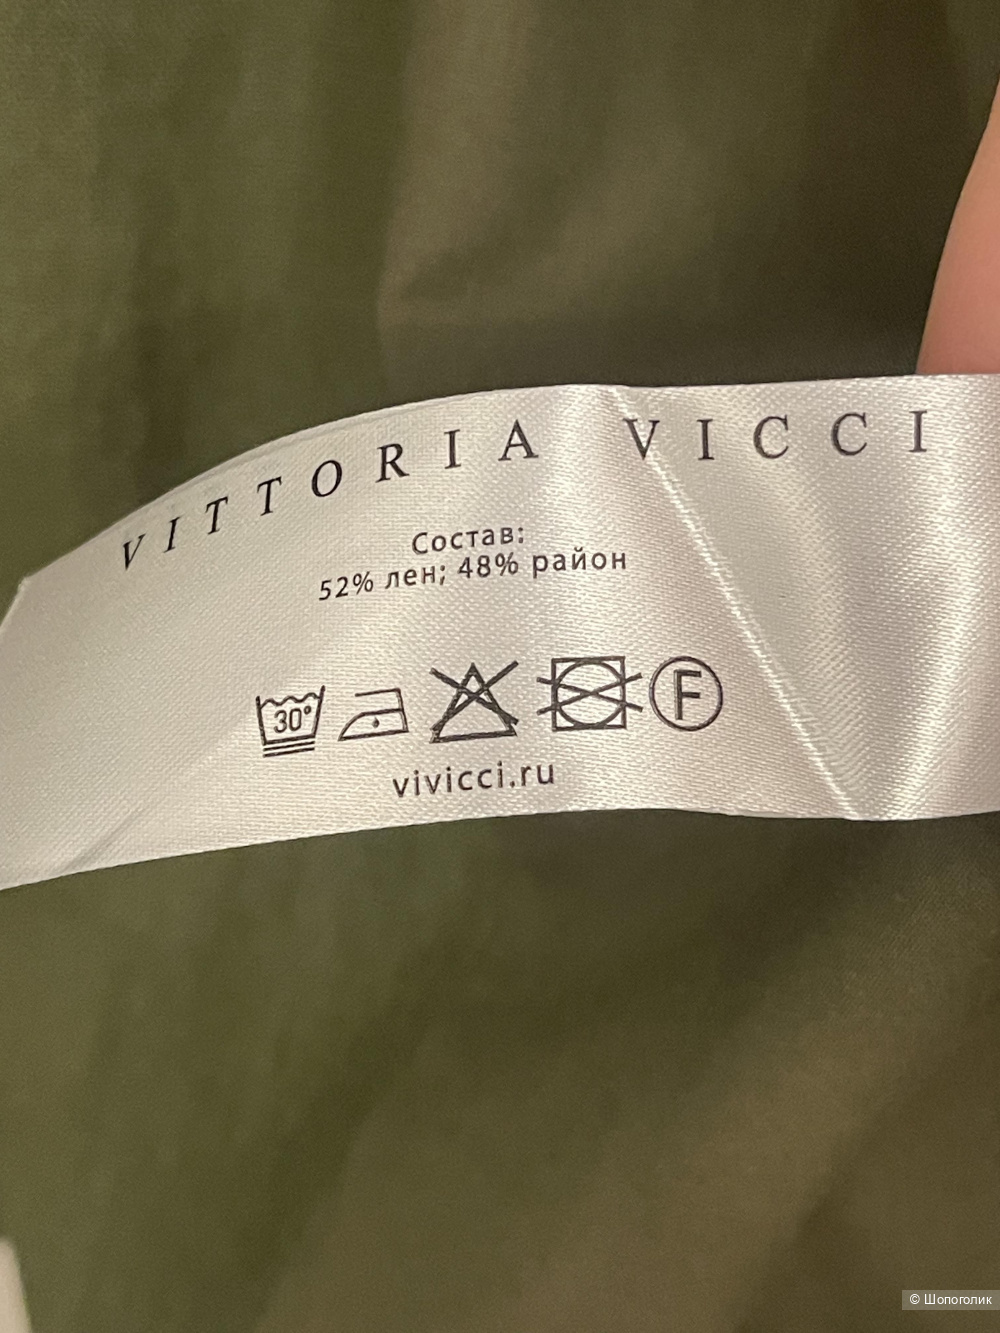 VITTORIA VICCI
Состав:
52% лен; 48% район
30°
F
vivicci.ru
© Шопоголик